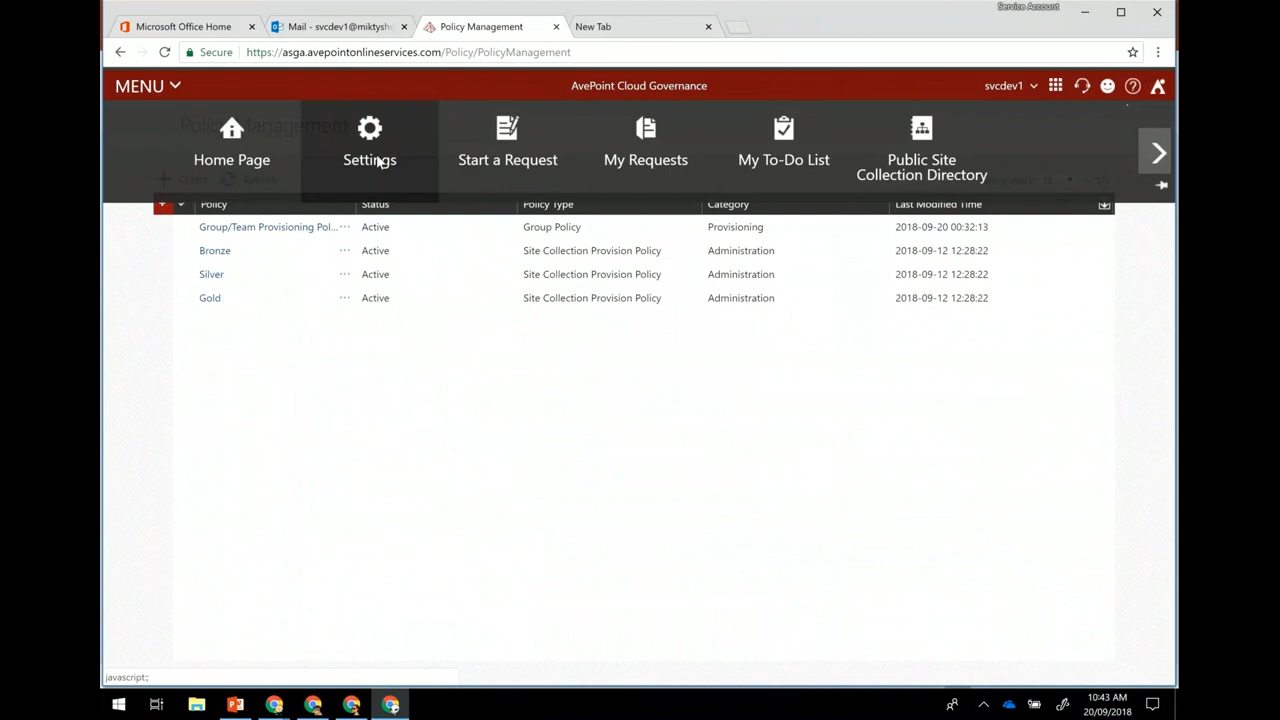 Service Account
Microsoft Office Home
Mail - svcdev1@miktysh
Policy Management
New Tab
Secure
https://asga.avepointonlineservices.com/Policy/PolicyManagement
MENU
AvePoint Cloud Governance
svcdev1
Policy Management
Home Page
Settings
Start a Request
My Requests
My To-Do List
Public Site
Collection Directory
Create
Refresh
Policy
Status
Policy Type
Category
Last Modified Time
Group/Team Provisioning Pol...
Active
Group Policy
Provisioning
2018-09-20 00:32:13
Bronze
Active
Site Collection Provision Policy
Administration
2018-09-12 12:28:22
Silver
Active
Site Collection Provision Policy
Administration
2018-09-12 12:28:22
Gold
Active
Site Collection Provision Policy
Administration
2018-09-12 12:28:22
javascript:;
10:43 AM
20/09/2018